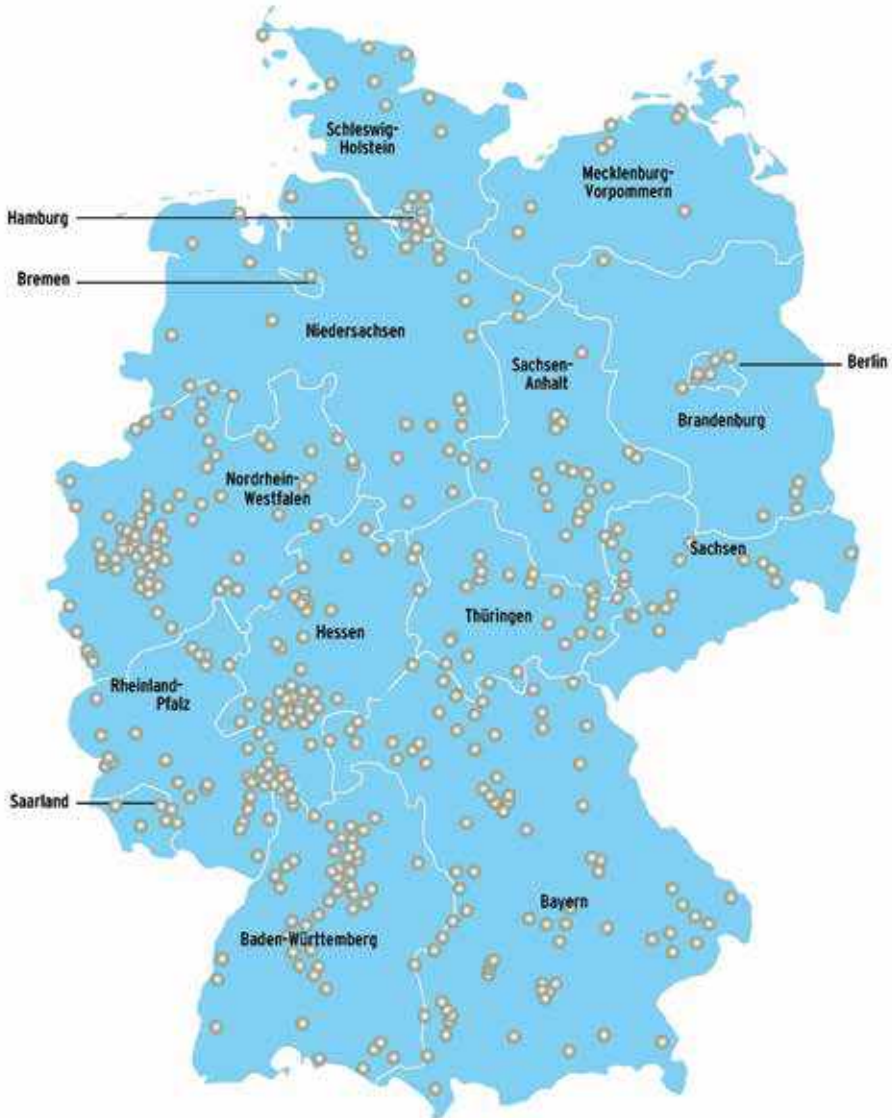 Schleswig-
Holstein
Mecklenburg-
Vorpommern
Hamburg
Bremen
Niedersachsen
Sachsen-
Anhalt
Berlin
Brandenburg
Nordrhein-
Westfalen
Sachsen
Thüringen
Hessen
Rheinland-
Pfalz
Saarland
Bayern
Baden-Württemberg